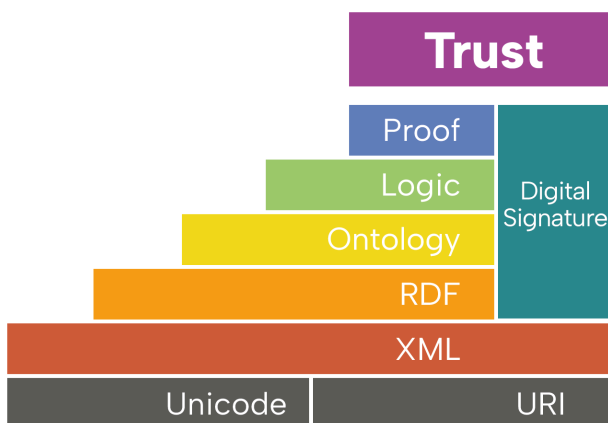 Trust
Proof
Logic
Digital
Signature
Ontology
RDF
XML
Unicode
URI